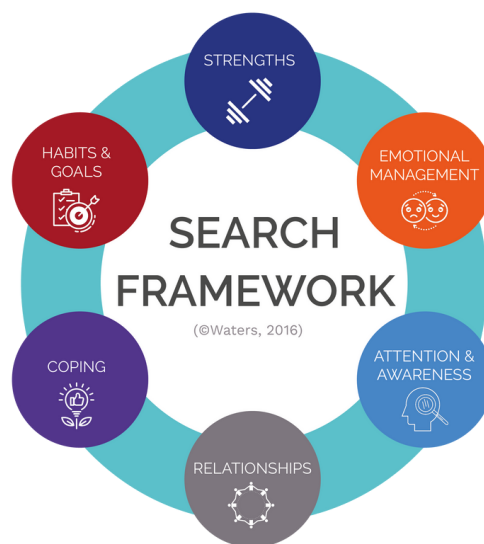 STRENGTHS
EMOTIONAL
MANAGEMENT
ATTENTION &
AWARENESS
RELATIONSHIPS
COPING
HABITS &
GOALS
SEARCH
FRAMEWORK
(©Waters, 2016)